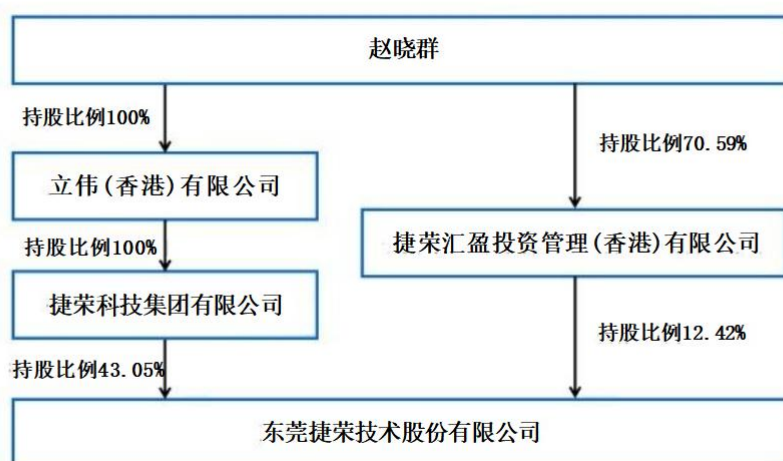 赵晓群
持股比例100%
持股比例70.59%
立伟(香港)有限公司
持股比例100%
捷荣汇盈投资管理(香港)有限公司
捷荣科技集团有限公司
持股比例12.42%
持股比例43.05%
东莞捷荣技术股份有限公司